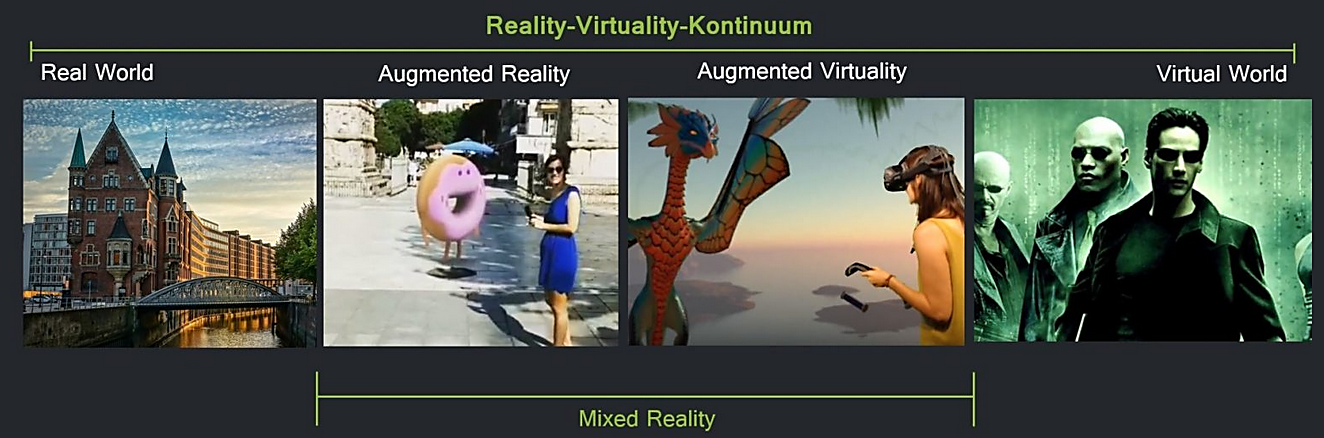 Reality-Virtuality-Kontinuum
Real World
Augmented Reality
Augmented Virtuality
Virtual World
Mixed Reality